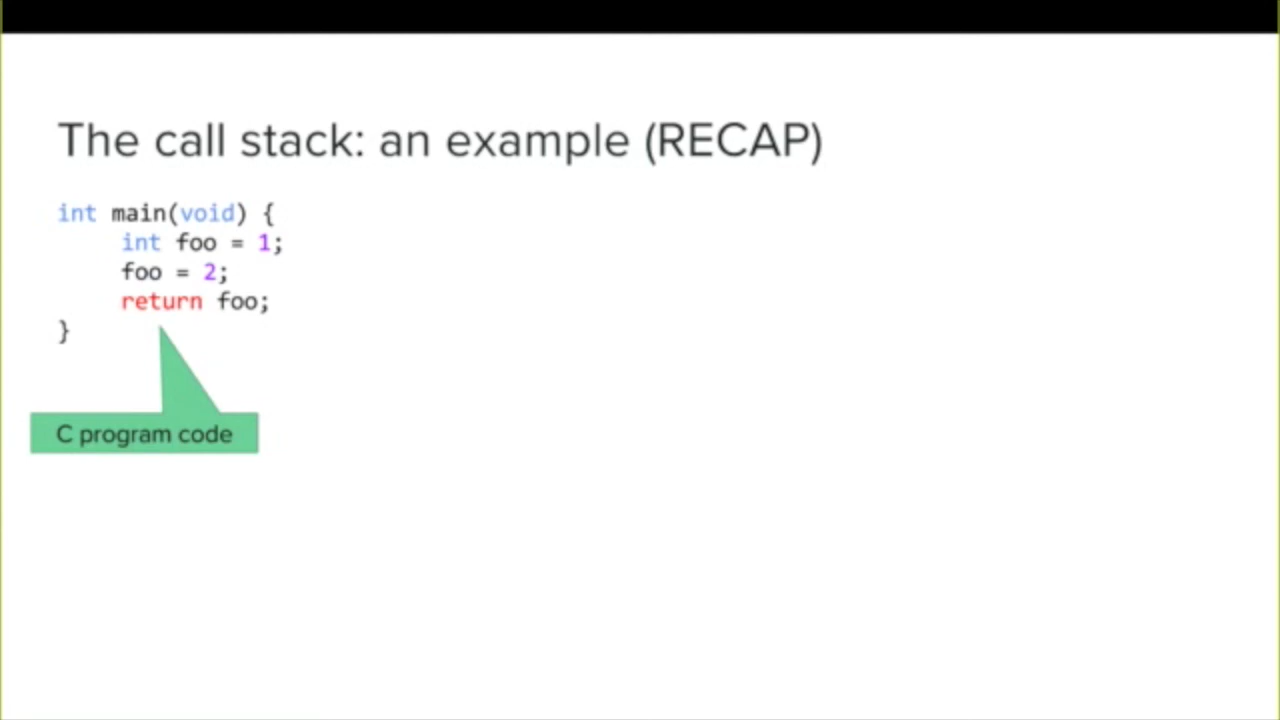 The call stack: an example (RECAP)
int main(void) {
int foo = 1;
foo = 2;
return foo;
}
C program code